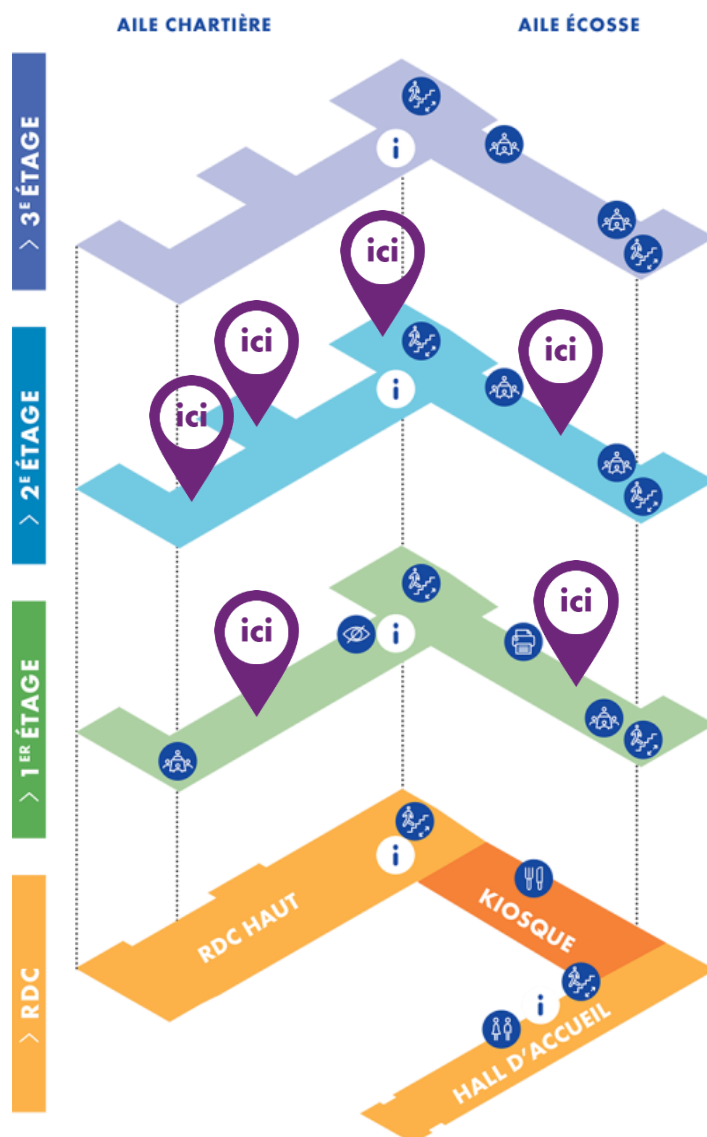 AILE CHARTIÈRE
AILE ÉCOSSE
> 3E ÉTAGE
i
ici
ici
ici
ici
> 2E ÉTAGE
i
ici
ici
ici
> 1ER ÉTAGE
i
> RDC
i
RDC HAUT
KIOSQUE
i
HALL D'ACCUEIL